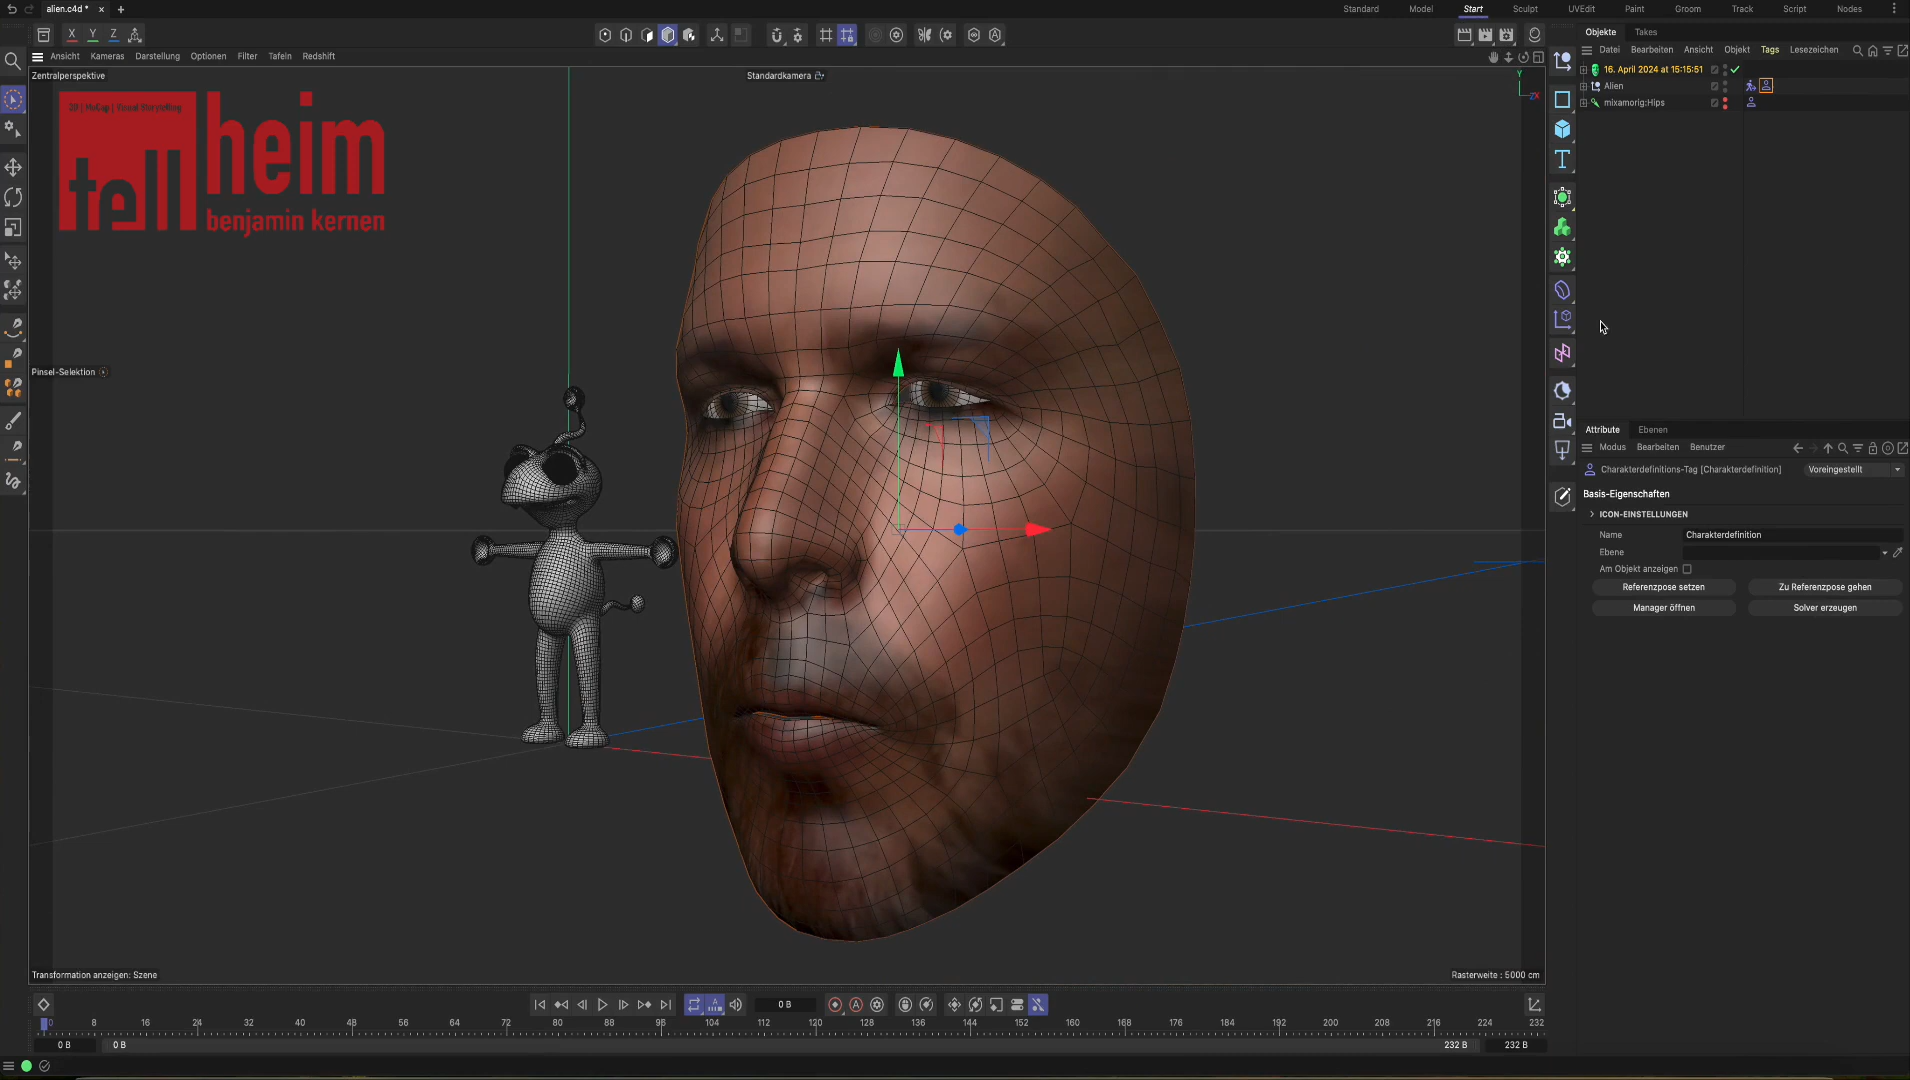 alien.c4d *
Standard Model Start Sculpt UVEdit Paint Groom Track Script Nodes
X Y Z
Objekte Takes
Datei Bearbeiten Ansicht Objekt Tags Lesezeichen
Ansicht Kameras Darstellung Optionen Filter Tafeln Redshift
16. April 2024 at 15:15:51
Alien
mixamorig:Hips
Zentralperspektive
Standardkamera
Y
ZX
3D | MoCap | Visual Storytelling
tell
heim
benjamin kernen
Pinsel-Selektion
Attribute Ebenen
Modus Bearbeiten Benutzer
Charakterdefinitions-Tag [Charakterdefinition] Voreingestellt
Basis-Eigenschaften
ICON-EINSTELLUNGEN
Name Charakterdefinition
Ebene
Am Objekt anzeigen
Referenzpose setzen Zu Referenzpose gehen
Manager öffnen Solver erzeugen
Transformation anzeigen: Szene
Rasterweite : 5000 cm
0 B
0 8 16 24 32 40 48 56 64 72 80 88 96 104 112 120 128 136 144 152 160 168 176 184 192 200 208 216 224 232
0 B 0 B 232 B 232 B